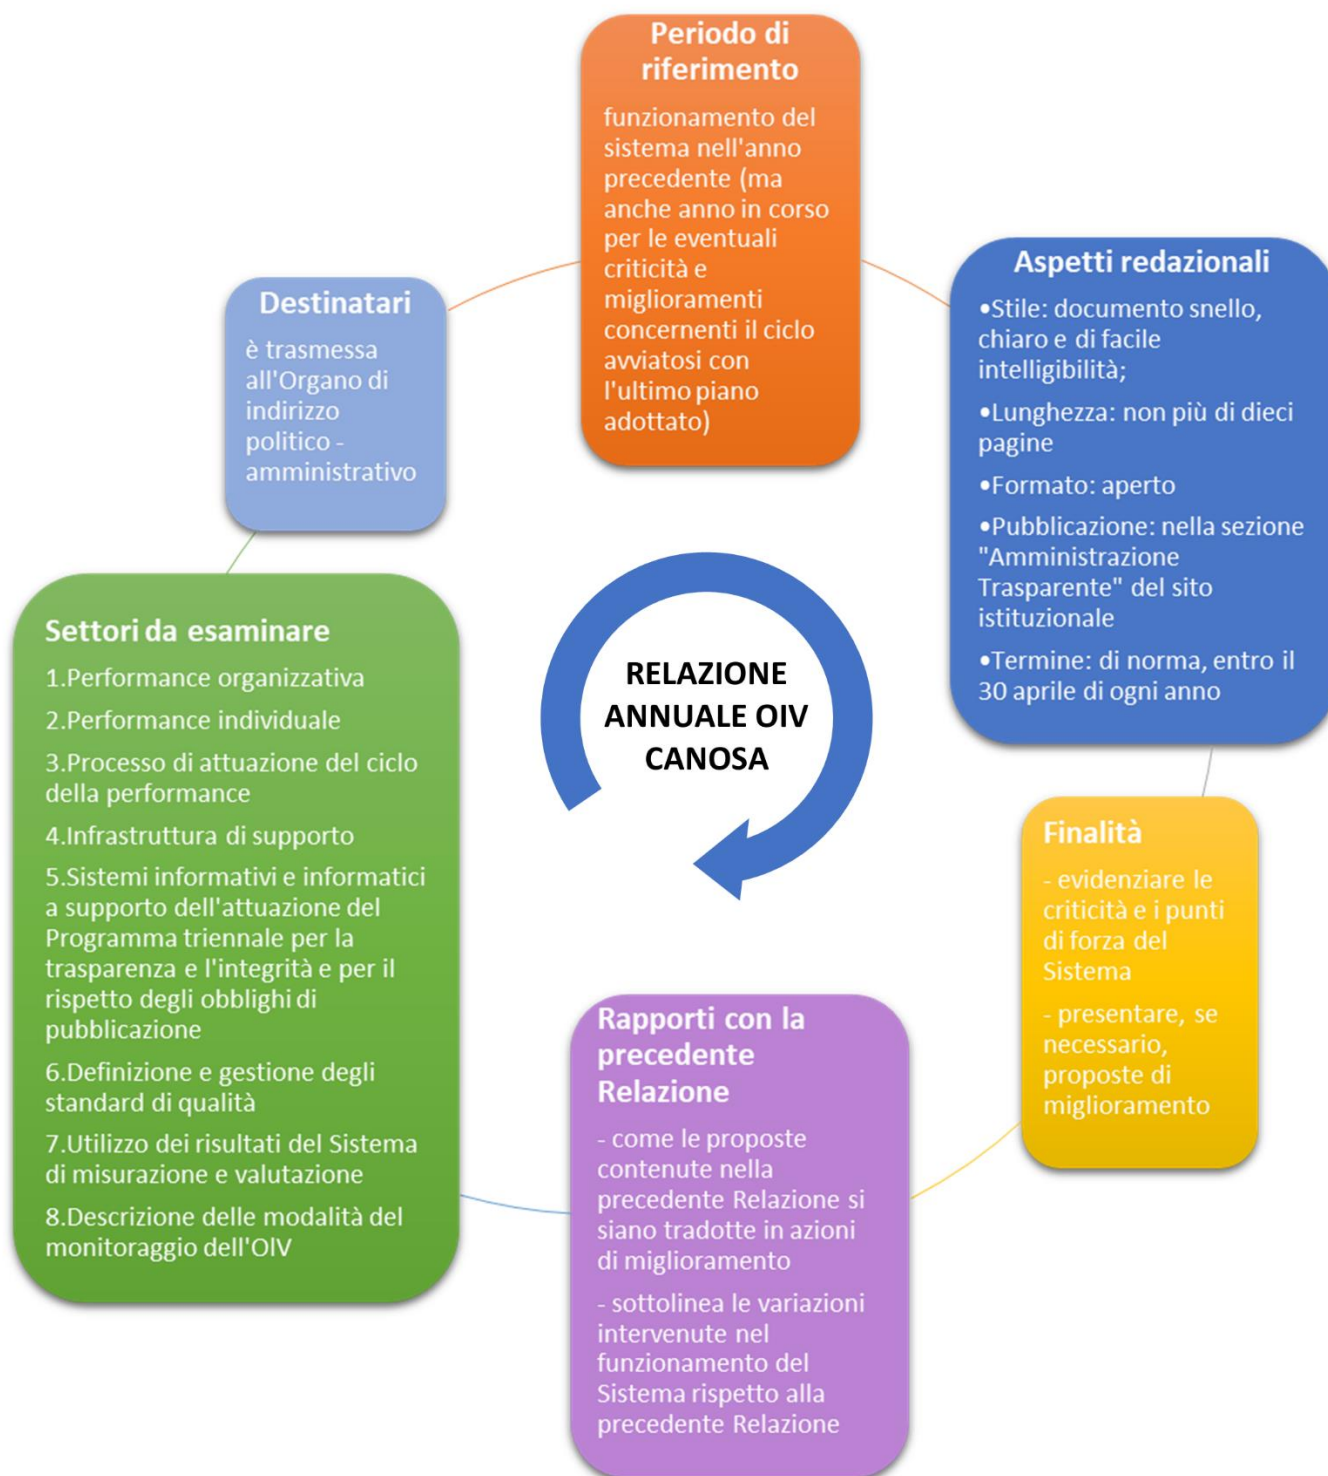 Periodo di
riferimento
funzionamento del
sistema nell'anno
precedente (ma
anche anno in corso
per le eventuali
criticità e
miglioramenti
concernenti il ciclo
avviatosi con
l'ultimo piano
adottato)
Aspetti redazionali
•Stile: documento snello,
chiaro e di facile
intelligibilità;
•Lunghezza: non più di dieci
pagine
•Formato: aperto
•Pubblicazione: nella sezione
"Amministrazione
Trasparente" del sito
istituzionale
•Termine: di norma, entro il
30 aprile di ogni anno
Finalità
- evidenziare le
criticità e i punti
di forza del
Sistema
- presentare, se
necessario,
proposte di
miglioramento
Rapporti con la
precedente
Relazione
- come le proposte
contenute nella
precedente Relazione si
siano tradotte in azioni
di miglioramento
- sottolinea le variazioni
intervenute nel
funzionamento del
Sistema rispetto alla
precedente Relazione
Settori da esaminare
1.Performance organizzativa
2.Performance individuale
3.Processo di attuazione del ciclo
della performance
4.Infrastruttura di supporto
5.Sistemi informativi e informatici
a supporto dell'attuazione del
Programma triennale per la
trasparenza e l'integrità e per il
rispetto degli obblighi di
pubblicazione
6.Definizione e gestione degli
standard di qualità
7.Utilizzo dei risultati del Sistema
di misurazione e valutazione
8.Descrizione delle modalità del
monitoraggio dell'OIV
Destinatari
è trasmessa
all'Organo di
indirizzo
politico -
amministrativo
RELAZIONE
ANNUALE OIV
CANOSA